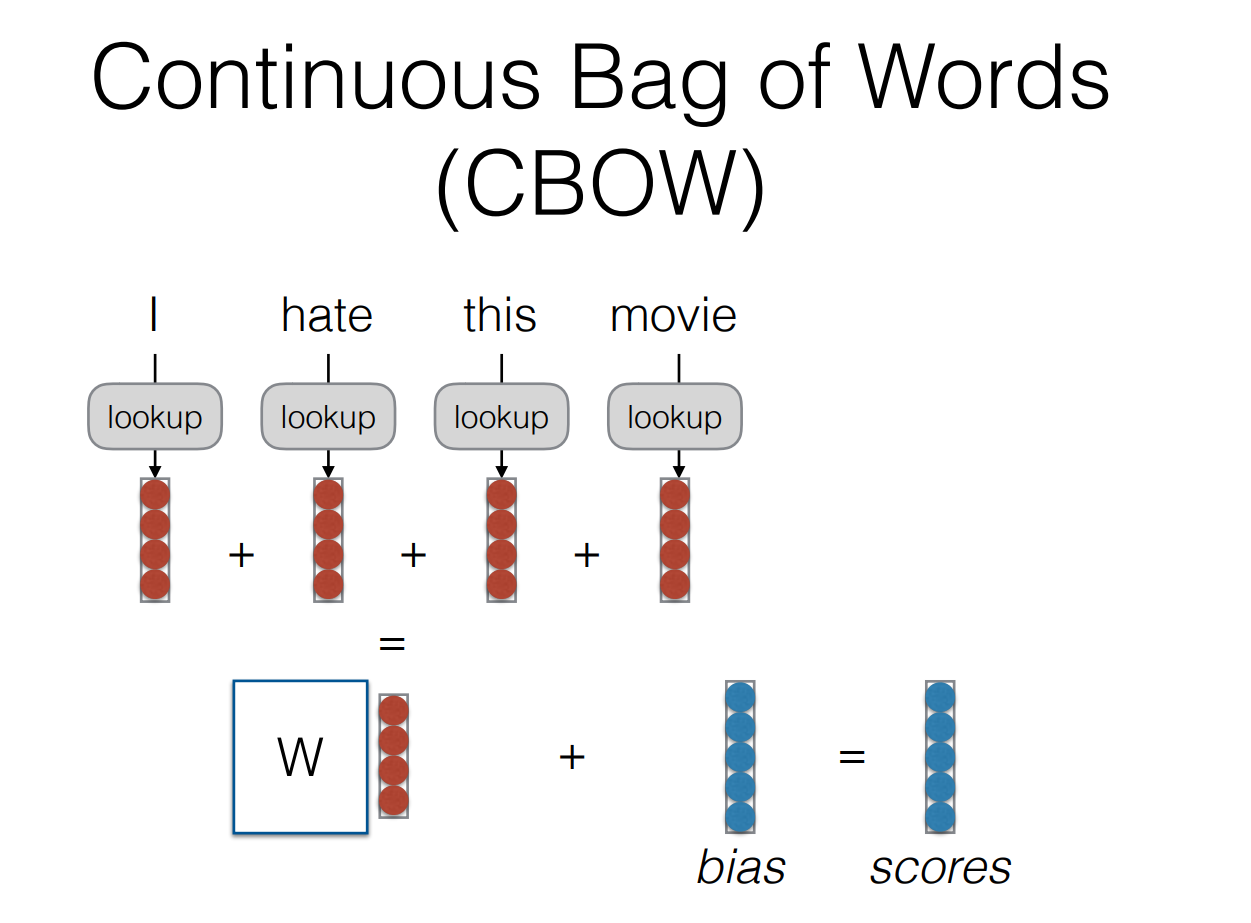 Continuous Bag of Words
(CBOW)
I hate this movie
lookup lookup lookup lookup
+ + +
=
W + =
bias scores